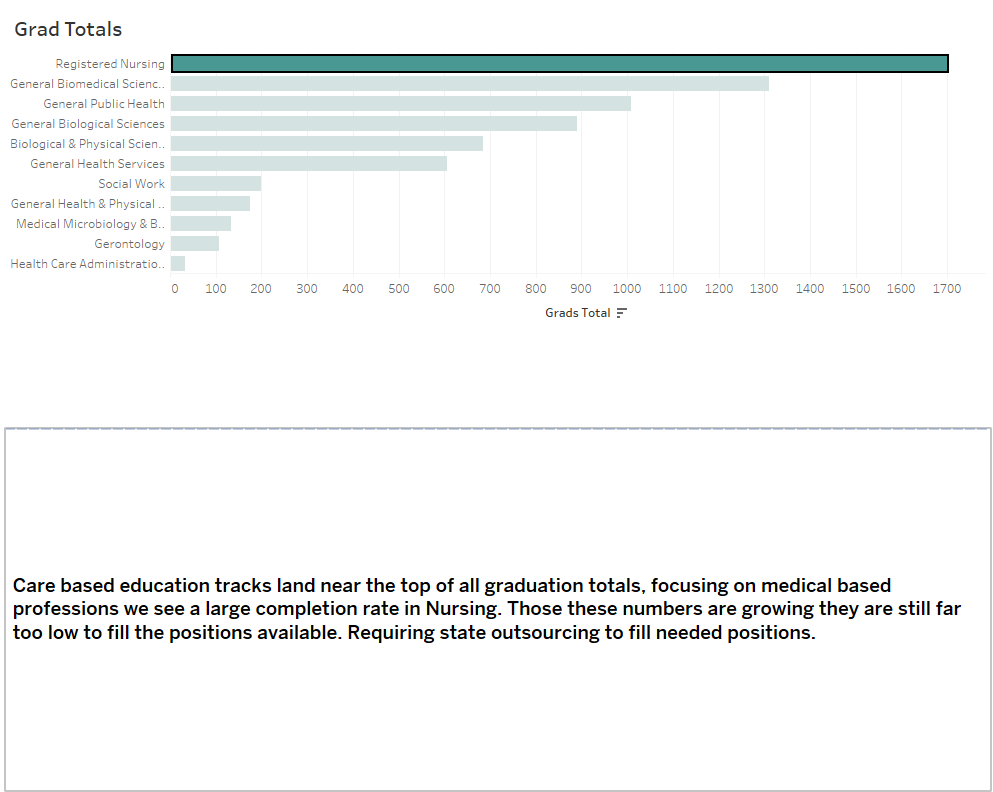 Grad Totals
Registered Nursing
General Biomedical Scienc..
General Public Health
General Biological Sciences
Biological & Physical Scien..
General Health Services
Social Work
General Health & Physical ..
Medical Microbiology & B..
Gerontology
Health Care Administratio..
0 100 200 300 400 500 600 700 800 900 1000 1100 1200 1300 1400 1500 1600 1700
Grads Total
Care based education tracks land near the top of all graduation totals, focusing on medical based
professions we see a large completion rate in Nursing. Those these numbers are growing they are still far
too low to fill the positions available. Requiring state outsourcing to fill needed positions.